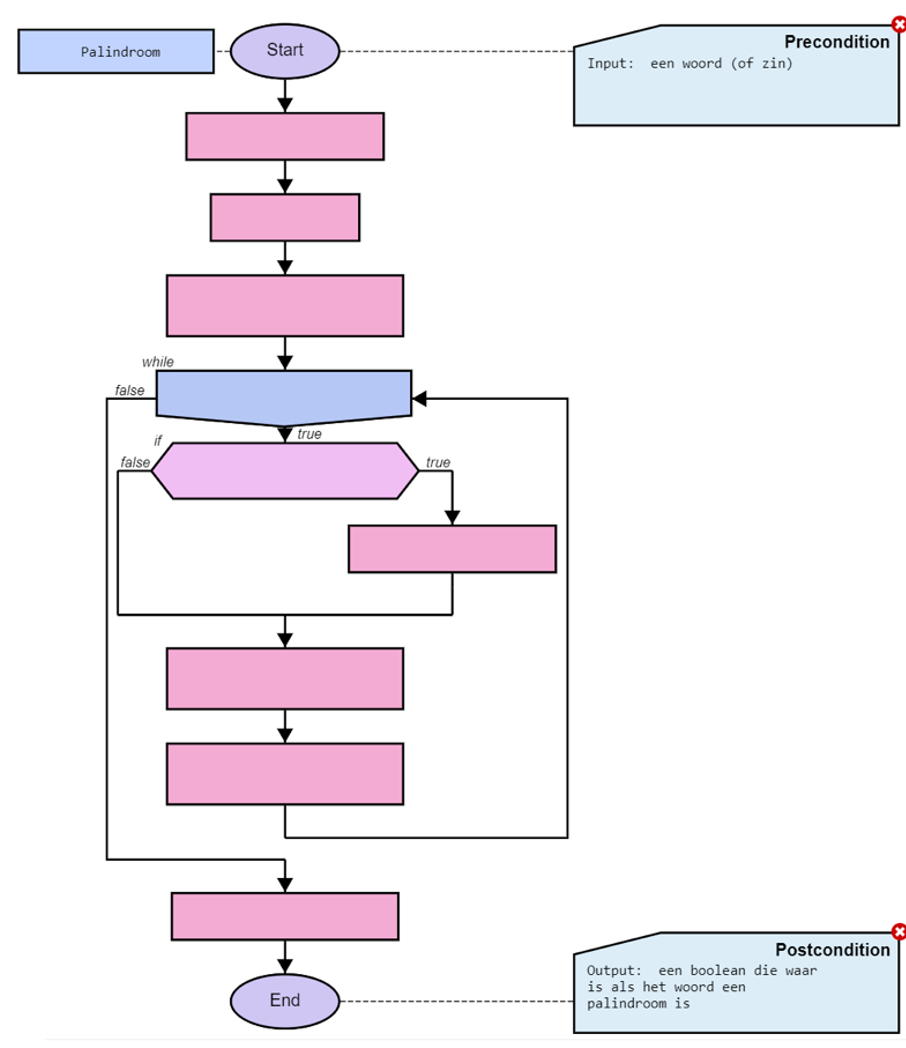 Palindroom
Start
Precondition
Input:  een woord (of zin)
while
false
true
if
false
true
Postcondition
Output:  een boolean die waar
is als het woord een
palindroom is
End